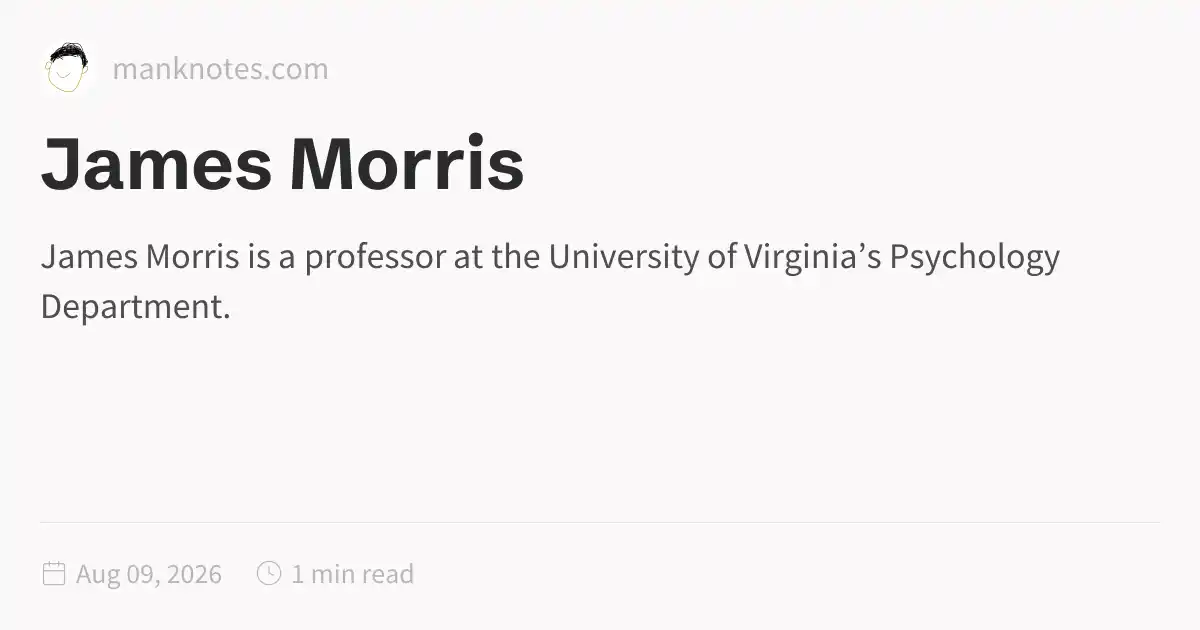 manknotes.com
James Morris
James Morris is a professor at the University of Virginia’s Psychology
Department.
Aug 09, 2026 1 min read